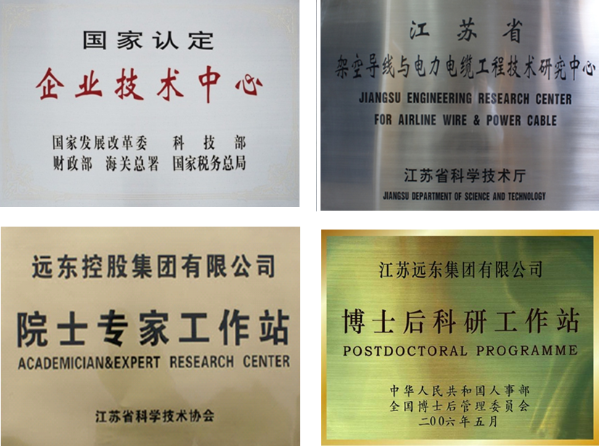 国家认定
企业技术中心
国家发展改革委 科技部
财政部 海关总署 国家税务总局
江苏省
架空导线与电力电缆工程技术研究中心
JIANGSU ENGINEERING RESEARCH CENTER
FOR AIRLINE WIRE & POWER CABLE
江苏省科学技术厅
JIANGSU DEPARTMENT OF SCIENCE AND TECHNOLOGY
远东控股集团有限公司
院士专家工作站
ACADEMICIAN&EXPERT RESEARCH CENTER
江苏省科学技术协会
江苏远东集团有限公司
博士后科研工作站
POSTDOCTORAL PROGRAMME
中华人民共和国人事部
全国博士后管理委员会
二00六年五月